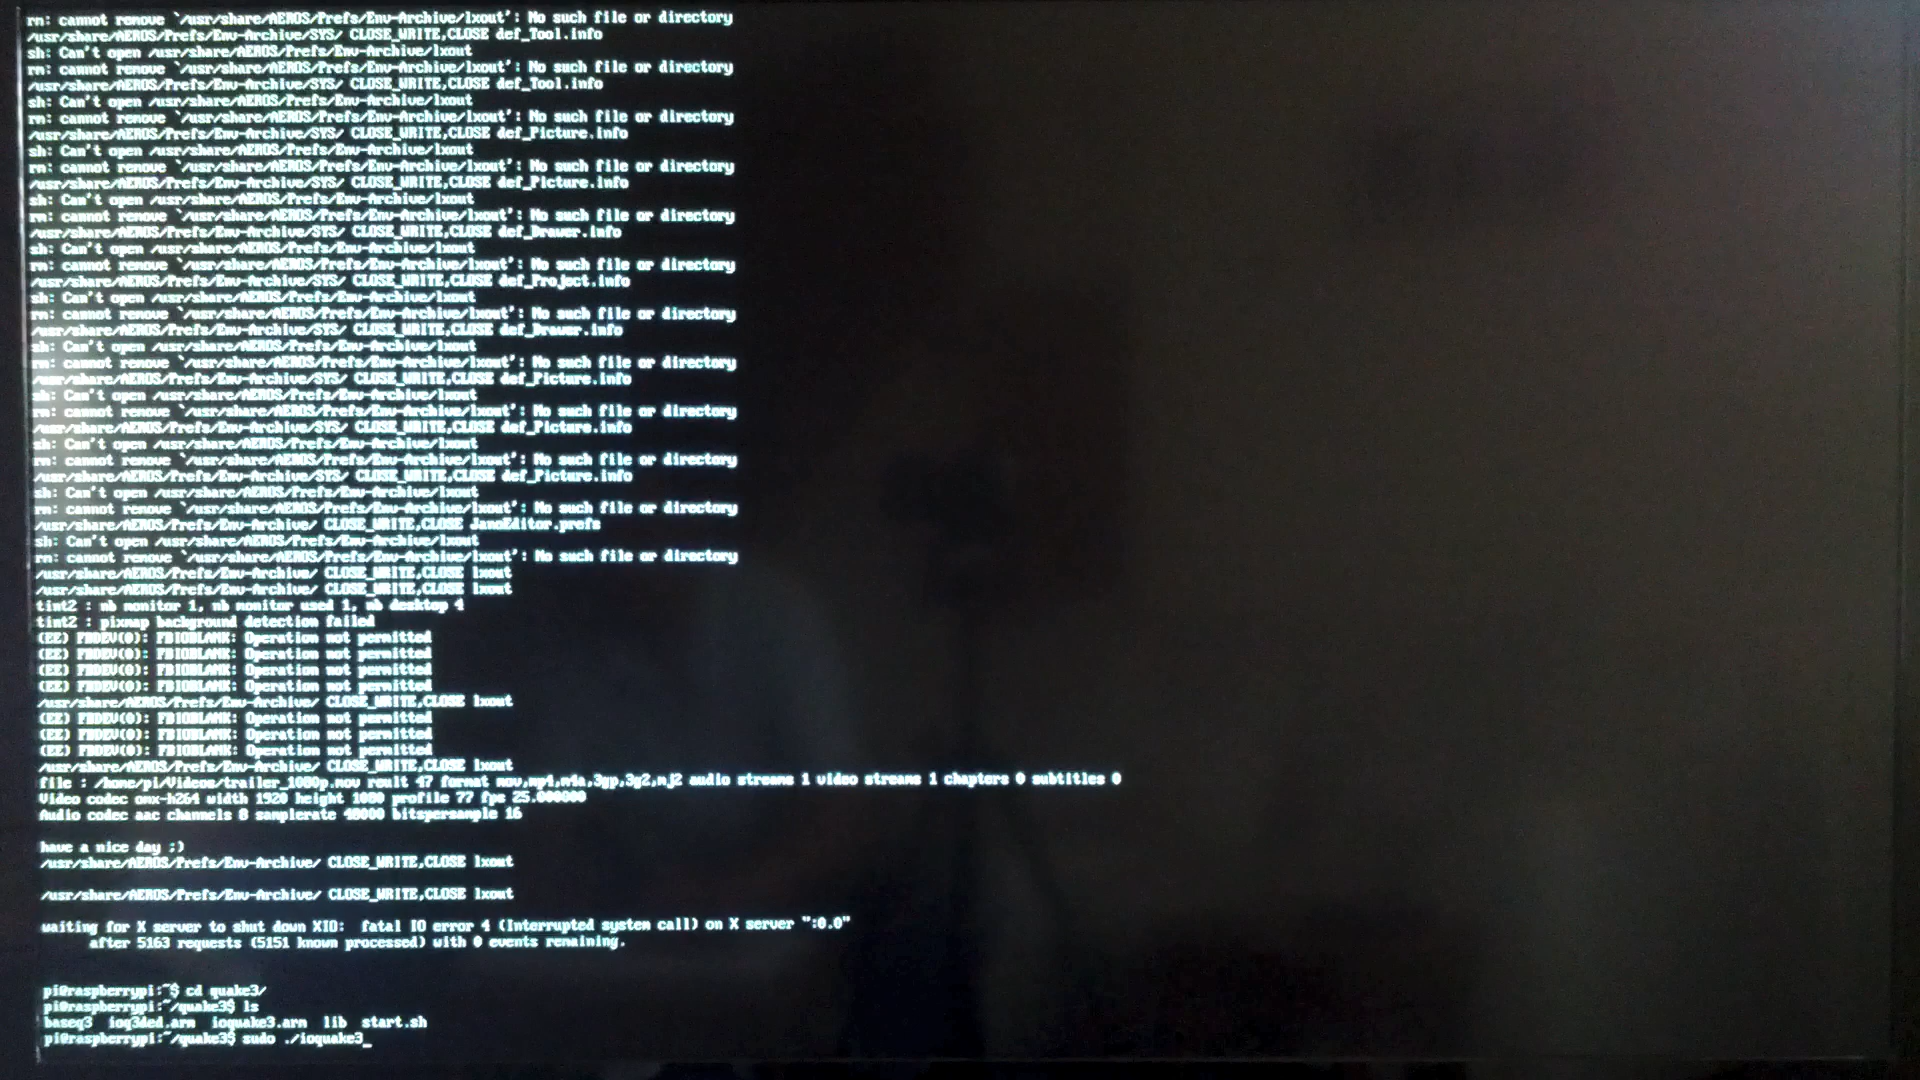 rm: cannot remove `/usr/share/AEROS/Prefs/Env-Archive/lxout': No such file or directory
/usr/share/AEROS/Prefs/Env-Archive/SYS/ CLOSE_WRITE,CLOSE def_Tool.info
sh: Can't open /usr/share/AEROS/Prefs/Env-Archive/lxout
rm: cannot remove `/usr/share/AEROS/Prefs/Env-Archive/lxout': No such file or directory
/usr/share/AEROS/Prefs/Env-Archive/SYS/ CLOSE_WRITE,CLOSE def_Tool.info
sh: Can't open /usr/share/AEROS/Prefs/Env-Archive/lxout
rm: cannot remove `/usr/share/AEROS/Prefs/Env-Archive/lxout': No such file or directory
/usr/share/AEROS/Prefs/Env-Archive/SYS/ CLOSE_WRITE,CLOSE def_Picture.info
sh: Can't open /usr/share/AEROS/Prefs/Env-Archive/lxout
rm: cannot remove `/usr/share/AEROS/Prefs/Env-Archive/lxout': No such file or directory
/usr/share/AEROS/Prefs/Env-Archive/SYS/ CLOSE_WRITE,CLOSE def_Picture.info
sh: Can't open /usr/share/AEROS/Prefs/Env-Archive/lxout
rm: cannot remove `/usr/share/AEROS/Prefs/Env-Archive/lxout': No such file or directory
/usr/share/AEROS/Prefs/Env-Archive/SYS/ CLOSE_WRITE,CLOSE def_Drawer.info
sh: Can't open /usr/share/AEROS/Prefs/Env-Archive/lxout
rm: cannot remove `/usr/share/AEROS/Prefs/Env-Archive/lxout': No such file or directory
/usr/share/AEROS/Prefs/Env-Archive/SYS/ CLOSE_WRITE,CLOSE def_Project.info
sh: Can't open /usr/share/AEROS/Prefs/Env-Archive/lxout
rm: cannot remove `/usr/share/AEROS/Prefs/Env-Archive/lxout': No such file or directory
/usr/share/AEROS/Prefs/Env-Archive/SYS/ CLOSE_WRITE,CLOSE def_Drawer.info
sh: Can't open /usr/share/AEROS/Prefs/Env-Archive/lxout
rm: cannot remove `/usr/share/AEROS/Prefs/Env-Archive/lxout': No such file or directory
/usr/share/AEROS/Prefs/Env-Archive/SYS/ CLOSE_WRITE,CLOSE def_Picture.info
sh: Can't open /usr/share/AEROS/Prefs/Env-Archive/lxout
rm: cannot remove `/usr/share/AEROS/Prefs/Env-Archive/lxout': No such file or directory
/usr/share/AEROS/Prefs/Env-Archive/SYS/ CLOSE_WRITE,CLOSE def_Picture.info
sh: Can't open /usr/share/AEROS/Prefs/Env-Archive/lxout
rm: cannot remove `/usr/share/AEROS/Prefs/Env-Archive/lxout': No such file or directory
/usr/share/AEROS/Prefs/Env-Archive/SYS/ CLOSE_WRITE,CLOSE def_Picture.info
sh: Can't open /usr/share/AEROS/Prefs/Env-Archive/lxout
rm: cannot remove `/usr/share/AEROS/Prefs/Env-Archive/lxout': No such file or directory
/usr/share/AEROS/Prefs/Env-Archive/ CLOSE_WRITE,CLOSE JanoEditor.prefs
sh: Can't open /usr/share/AEROS/Prefs/Env-Archive/lxout
rm: cannot remove `/usr/share/AEROS/Prefs/Env-Archive/lxout': No such file or directory
/usr/share/AEROS/Prefs/Env-Archive/ CLOSE_WRITE,CLOSE lxout
/usr/share/AEROS/Prefs/Env-Archive/ CLOSE_WRITE,CLOSE lxout
tint2 : nb monitor 1, nb monitor used 1, nb desktop 4
tint2 : pixmap background detection failed
(EE) FBDEV(0): FBIOBLANK: Operation not permitted
(EE) FBDEV(0): FBIOBLANK: Operation not permitted
(EE) FBDEV(0): FBIOBLANK: Operation not permitted
(EE) FBDEV(0): FBIOBLANK: Operation not permitted
/usr/share/AEROS/Prefs/Env-Archive/ CLOSE_WRITE,CLOSE lxout
(EE) FBDEV(0): FBIOBLANK: Operation not permitted
(EE) FBDEV(0): FBIOBLANK: Operation not permitted
(EE) FBDEV(0): FBIOBLANK: Operation not permitted
/usr/share/AEROS/Prefs/Env-Archive/ CLOSE_WRITE,CLOSE lxout
file : /home/pi/Videos/trailer_1080p.mov reult 47 format mov,mp4,m4a,3gp,3g2,mj2 audio streams 1 video streams 1 chapters 0 subtitles 0
Video codec omx-h264 width 1920 height 1080 profile 77 fps 25.000000
Audio codec aac channels 8 samplerate 48000 bitspersample 16
have a nice day ;)
/usr/share/AEROS/Prefs/Env-Archive/ CLOSE_WRITE,CLOSE lxout
/usr/share/AEROS/Prefs/Env-Archive/ CLOSE_WRITE,CLOSE lxout
waiting for X server to shut down XIO:  fatal IO error 4 (Interrupted system call) on X server ":0.0"
after 5163 requests (5151 known processed) with 0 events remaining.
pi@raspberrypi:~$ cd quake3/
pi@raspberrypi:~/quake3$ ls
baseq3  ioq3ded.arm  ioquake3.arm  lib  start.sh
pi@raspberrypi:~/quake3$ sudo ./ioquake3_